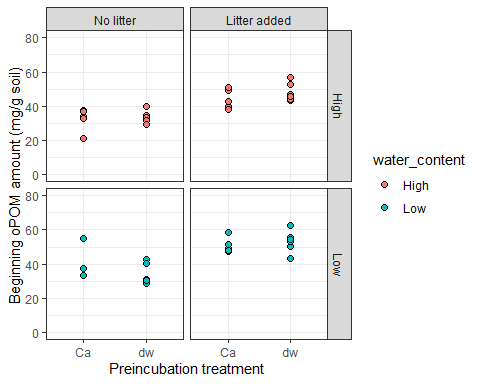 No litter
Litter added
80
60
40
20
0
High
80
60
40
20
0
Low
Ca
dw
Ca
dw
Preincubation treatment
Beginning oPOM amount (mg/g soil)
water_content
High
Low